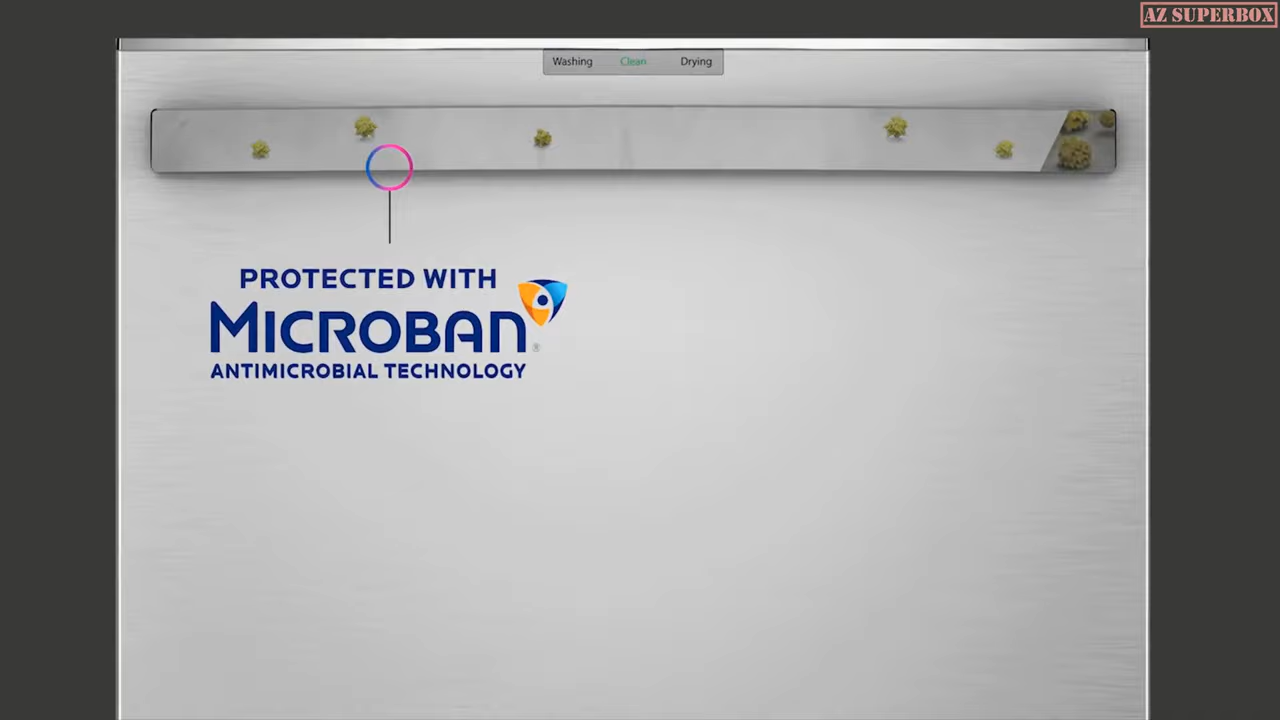 AZ SUPERBOX
Washing Clean Drying
PROTECTED WITH
MICROBAN®
ANTIMICROBIAL TECHNOLOGY